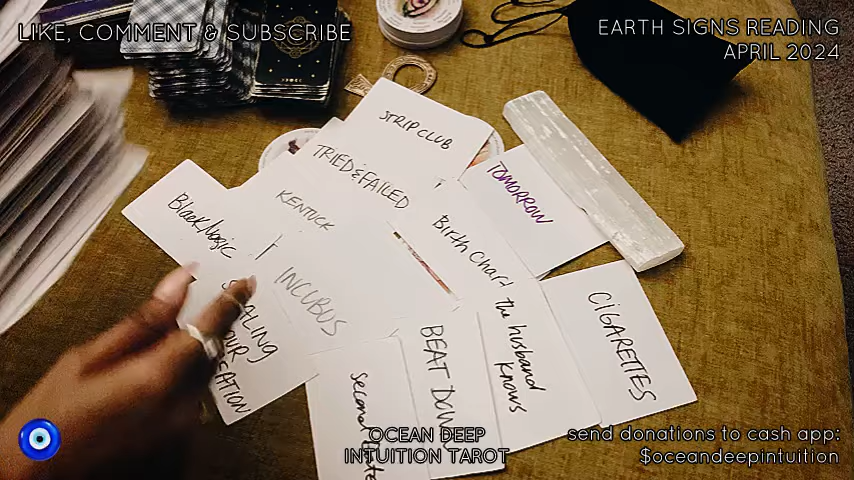 LIKE, COMMENT & SUBSCRIBE
EARTH SIGNS READING
APRIL 2024
STRIP CLUB
TRIED & FAILED
TOMORROW
KENTUCK
Black Magic
Birth Chart
INCUBUS
the husband
knows
CIGARETTES
BEAT DOWN
Second
OCEAN DEEP
INTUITION TAROT
send donations to cash app:
$oceandeepintuition